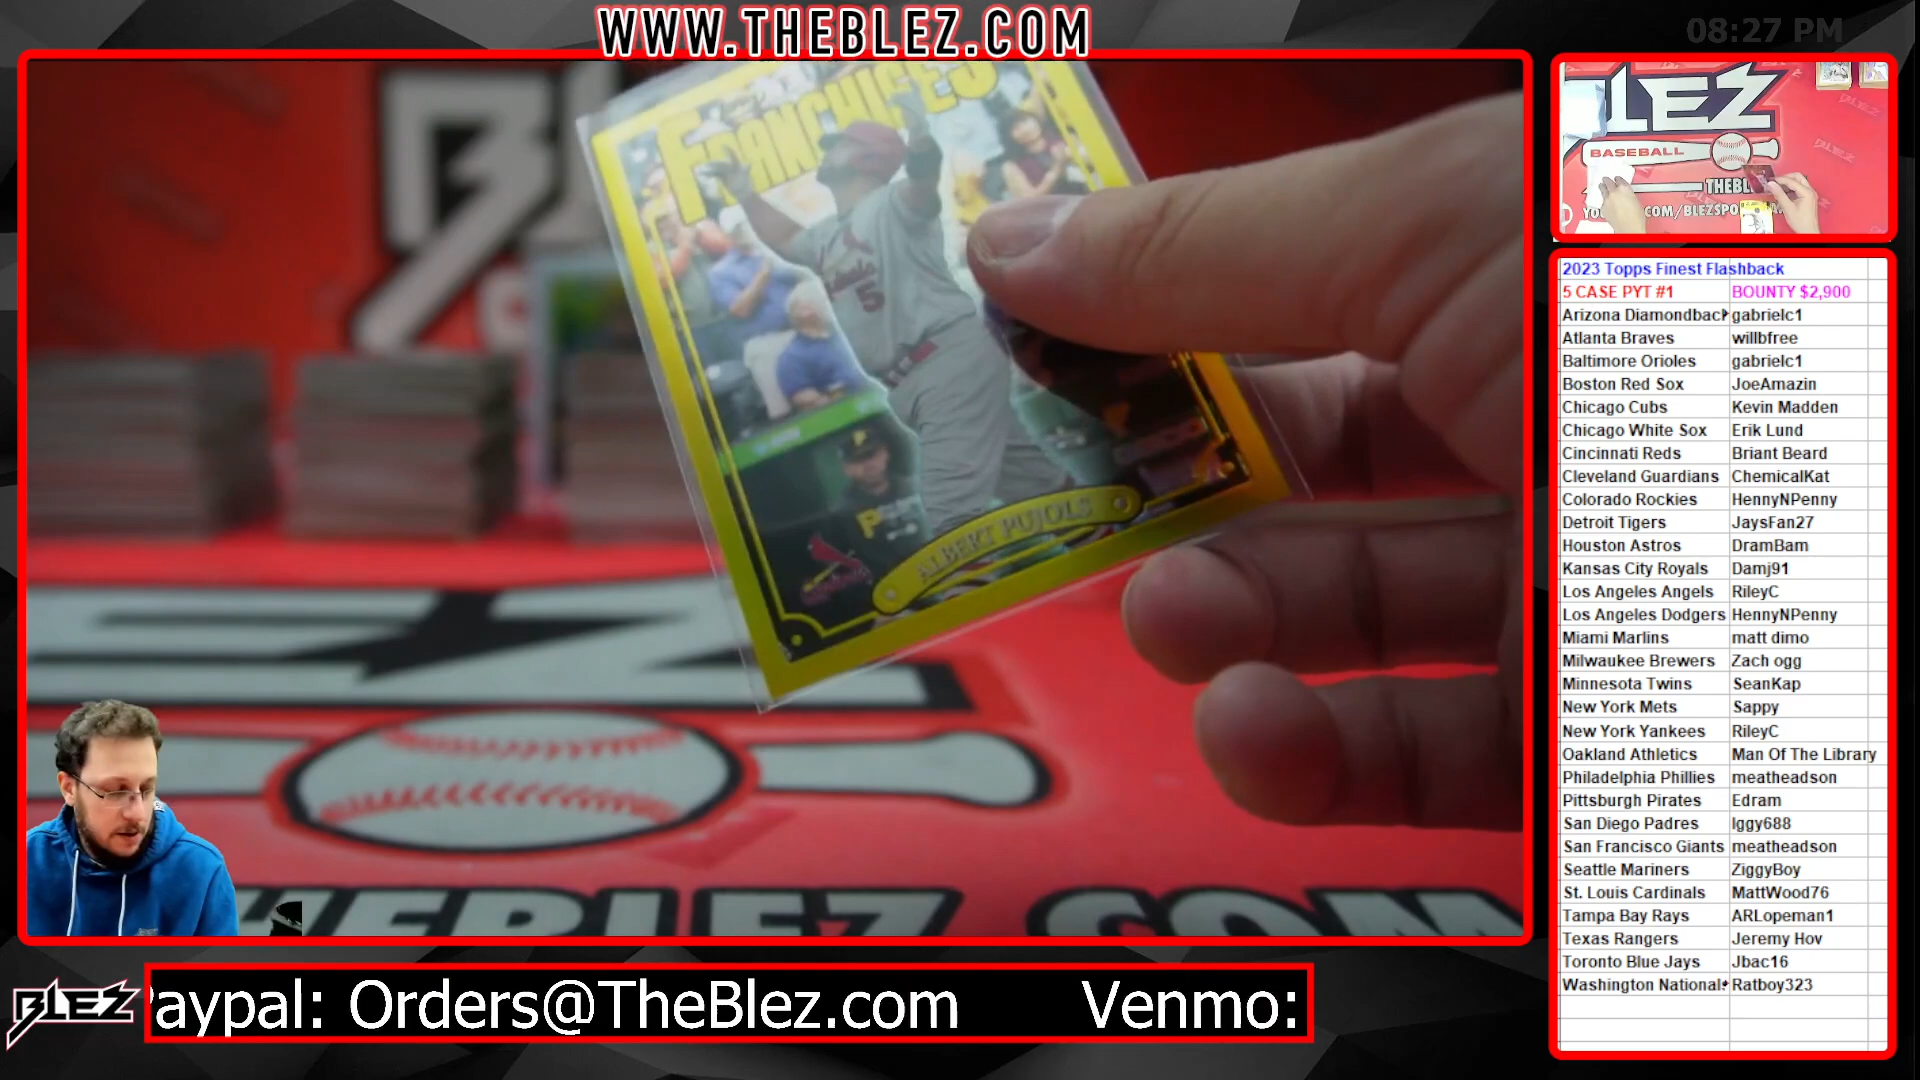 WWW.THEBLEZ.COM
08:27 PM
FRANCHISES
Cardinals
5
P
ALBERT PUJOLS
BLEZ
BASEBALL
2023 Topps Finest Flashback
5 CASE PYT #1 BOUNTY $2,900
Arizona Diamondback gabrielc1
Atlanta Braves willbfree
Baltimore Orioles gabrielc1
Boston Red Sox JoeAmazin
Chicago Cubs Kevin Madden
Chicago White Sox Erik Lund
Cincinnati Reds Briant Beard
Cleveland Guardians ChemicalKat
Colorado Rockies HennyNPenny
Detroit Tigers JaysFan27
Houston Astros DramBam
Kansas City Royals Damj91
Los Angeles Angels RileyC
Los Angeles Dodgers HennyNPenny
Miami Marlins matt dimo
Milwaukee Brewers Zach ogg
Minnesota Twins SeanKap
New York Mets Sappy
New York Yankees RileyC
Oakland Athletics Man Of The Library
Philadelphia Phillies meatheadson
Pittsburgh Pirates Edram
San Diego Padres Iggy688
San Francisco Giants meatheadson
Seattle Mariners ZiggyBoy
St. Louis Cardinals MattWood76
Tampa Bay Rays ARLopeman1
Texas Rangers Jeremy Hov
Toronto Blue Jays Jbac16
Washington Nationals Ratboy323
THEBLEZ.COM
BLEZ
Paypal: Orders@TheBlez.com Venmo: